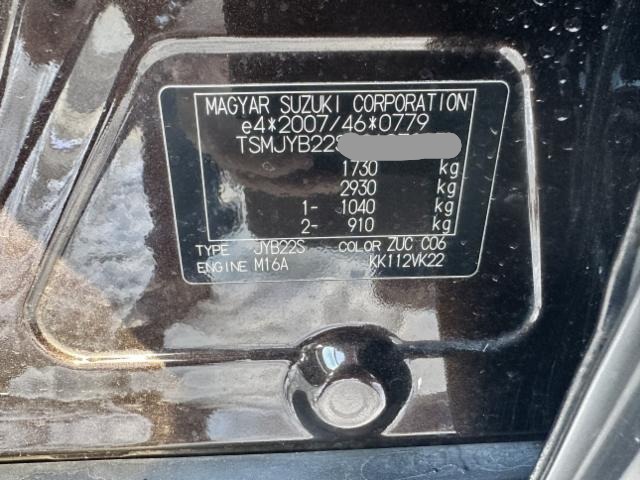 MAGYAR SUZUKI CORPORATION
e4*2007/46*0779
TSMJYB22S
1730 kg
2930 kg
1- 1040 kg
2- 910 kg
TYPE JYB22S COLOR ZUC C06
ENGINE M16A KK112VK22